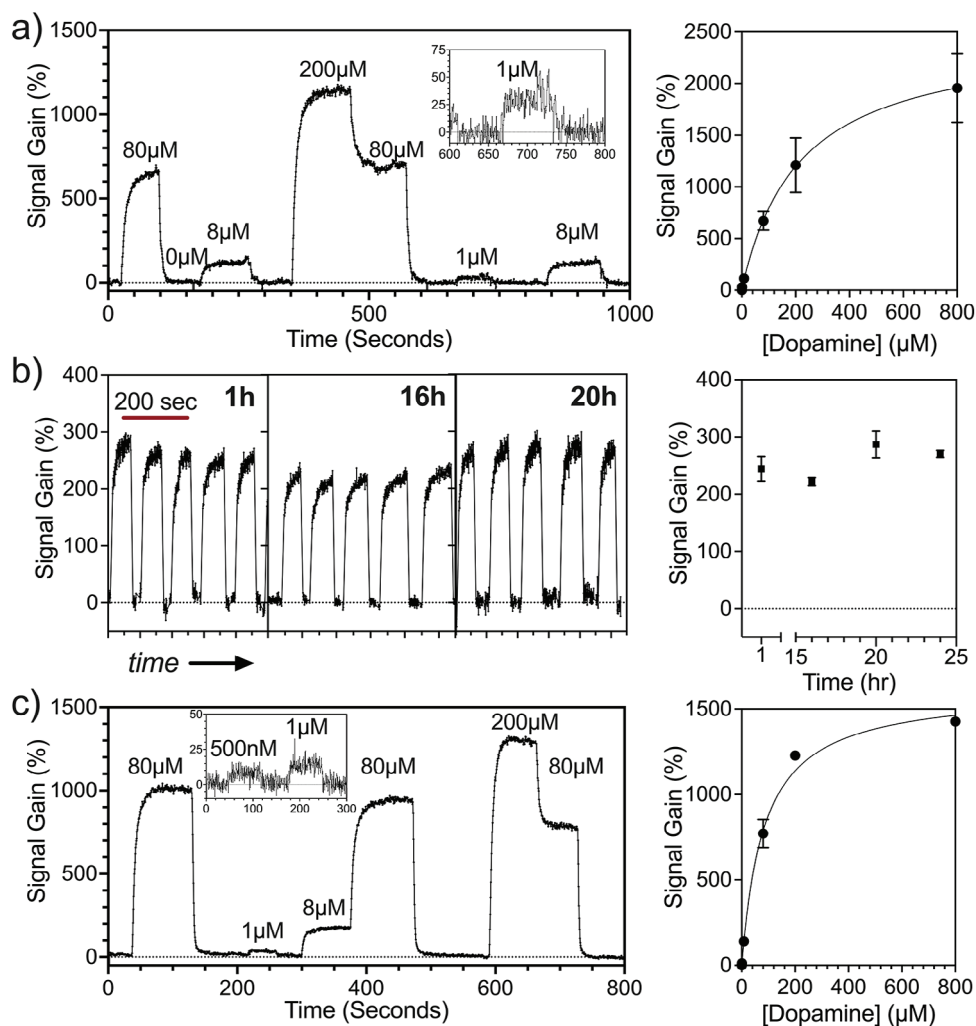 a)
Signal Gain (%)
1500
1000
500
0
80µM
0µM
8µM
200µM
80µM
1µM
8µM
75
50
25
0
1µM
600 650 700 750 800
0 500 1000
Time (Seconds)
Signal Gain (%)
2500
2000
1500
1000
500
0
0 200 400 600 800
[Dopamine] (µM)
b)
Signal Gain (%)
400
300
200
100
0
200 sec
1h
16h
20h
time
Signal Gain (%)
400
300
200
100
0
1 15 20 25
Time (hr)
c)
Signal Gain (%)
1500
1000
500
0
80µM
1µM
8µM
80µM
200µM
80µM
50
25
0
500nM
1µM
0 100 200 300
0 200 400 600 800
Time (Seconds)
Signal Gain (%)
1500
1000
500
0
0 200 400 600 800
[Dopamine] (µM)